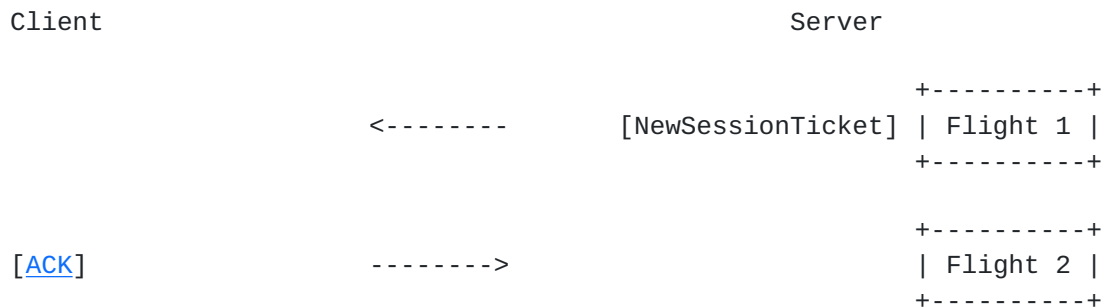 Client                                            Server

                                                          +----------+
                       <--------       [NewSessionTicket] | Flight 1 |
                                                          +----------+

                                                          +----------+
[ACK]                  -------->                          | Flight 2 |
                                                          +----------+